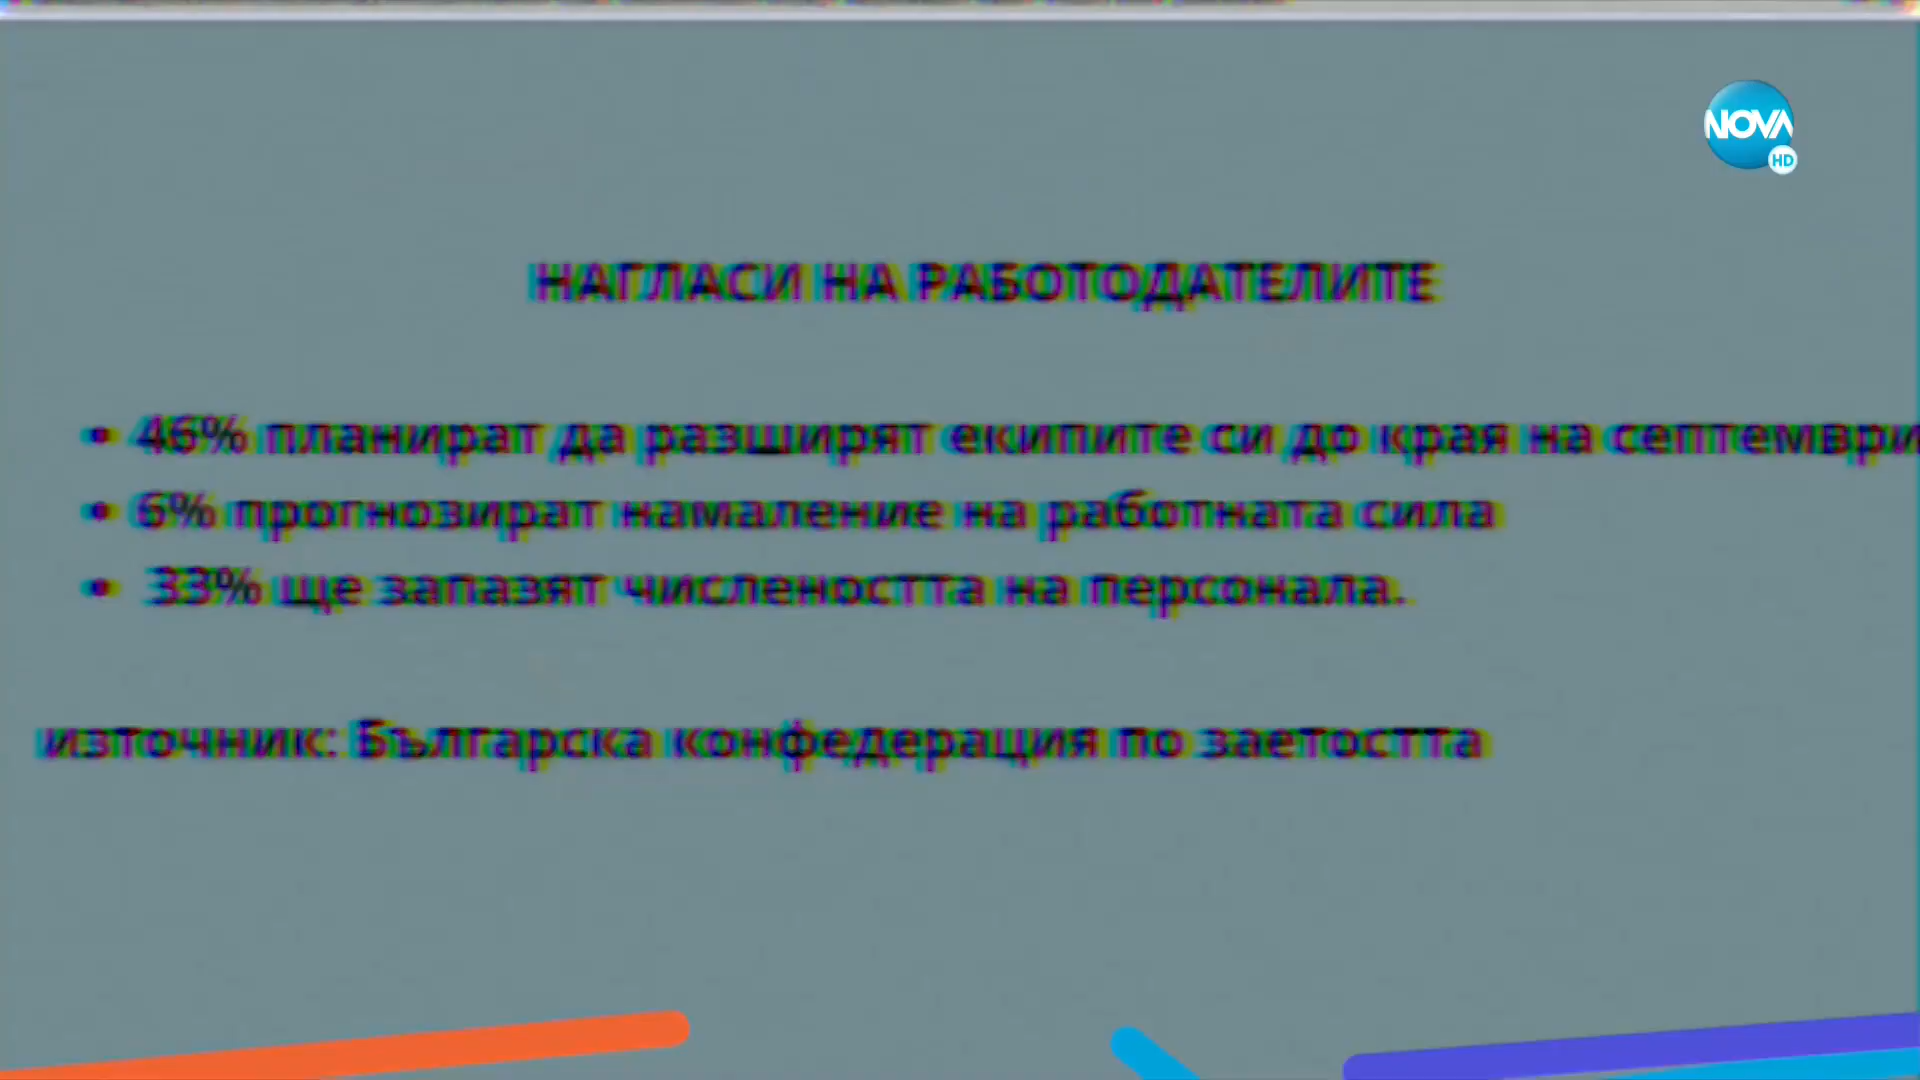 NOVA
HD
НАГЛАСИ НА РАБОТОДАТЕЛИТЕ
• 46% планират да разширят екипите си до края на септември
• 6% прогнозират намаление на работната сила
• 33% ще запазят числеността на персонала.
източник: Българска конфедерация по заетостта